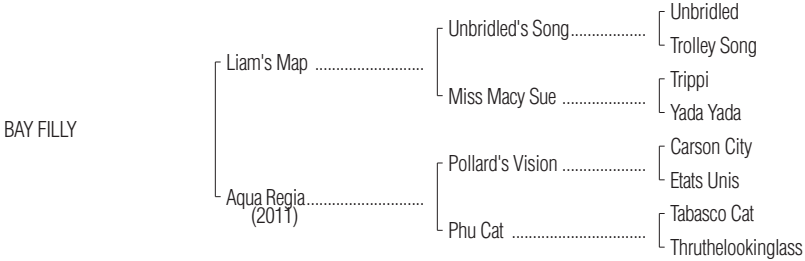 Unbridled
Unbridled's Song..................
Trolley Song
Liam's Map ..........................
Trippi
Miss Macy Sue ....................
Yada Yada
BAY FILLY
Carson City
Pollard's Vision ....................
Etats Unis
Aqua Regia............................
(2011)
Tabasco Cat
Phu Cat ................................
Thruthelookinglass